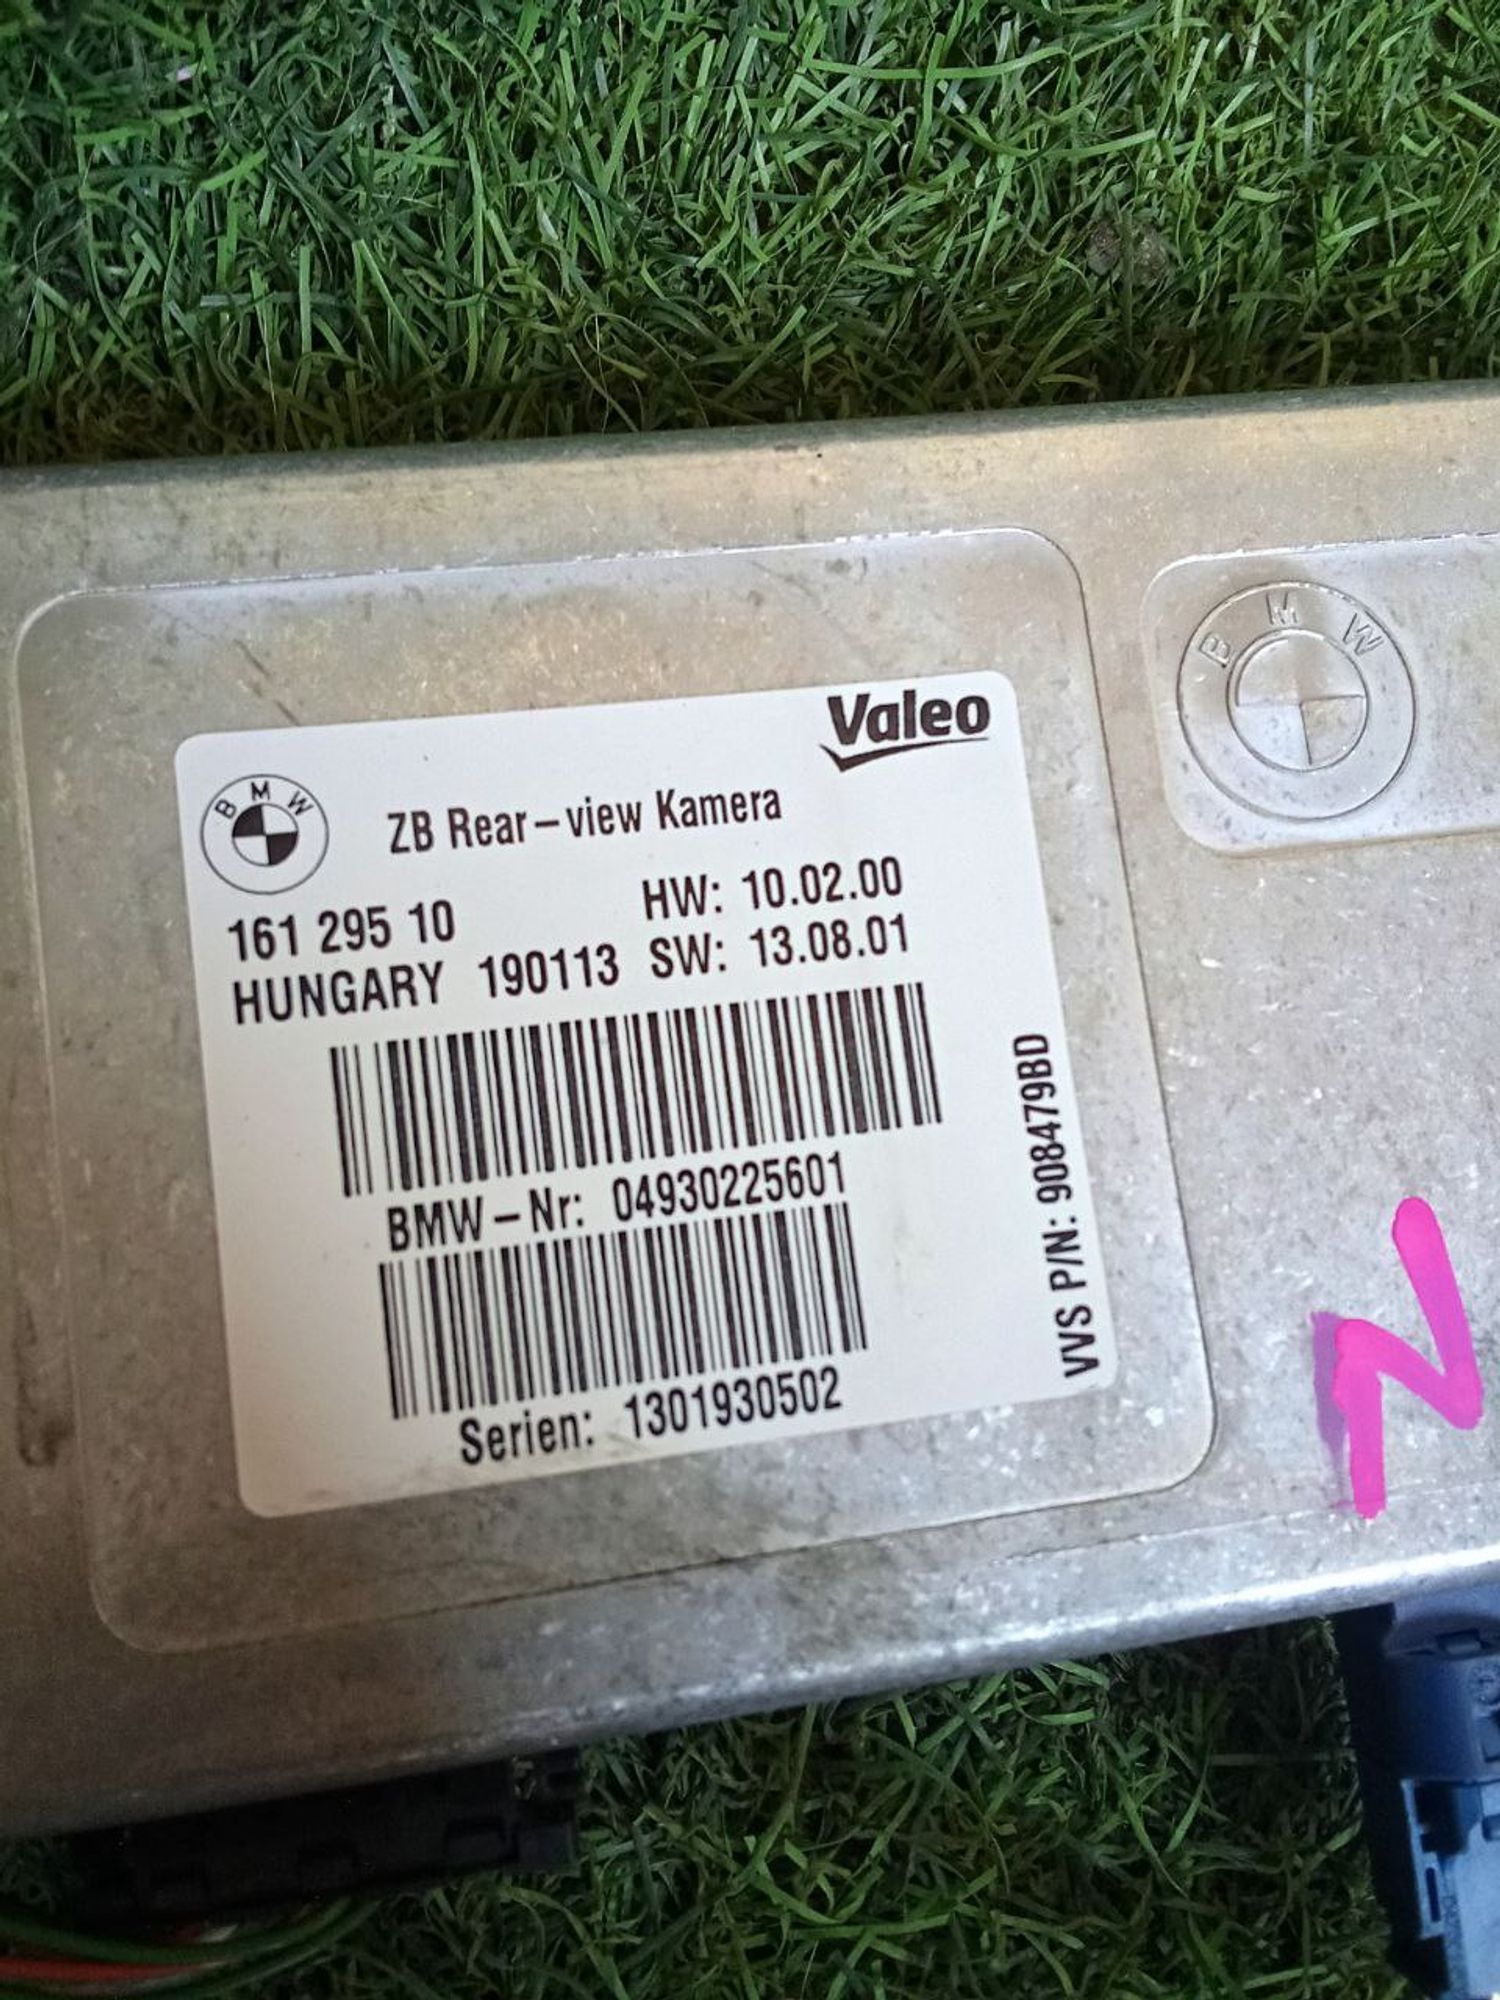 Valeo
BMW
ZB Rear-view Kamera
161 295 10 HW: 10.02.00
HUNGARY 190113 SW: 13.08.01
BMW-Nr: 04930225601
Serien: 1301930502
VVS P/N: 908479BD
BMW
N